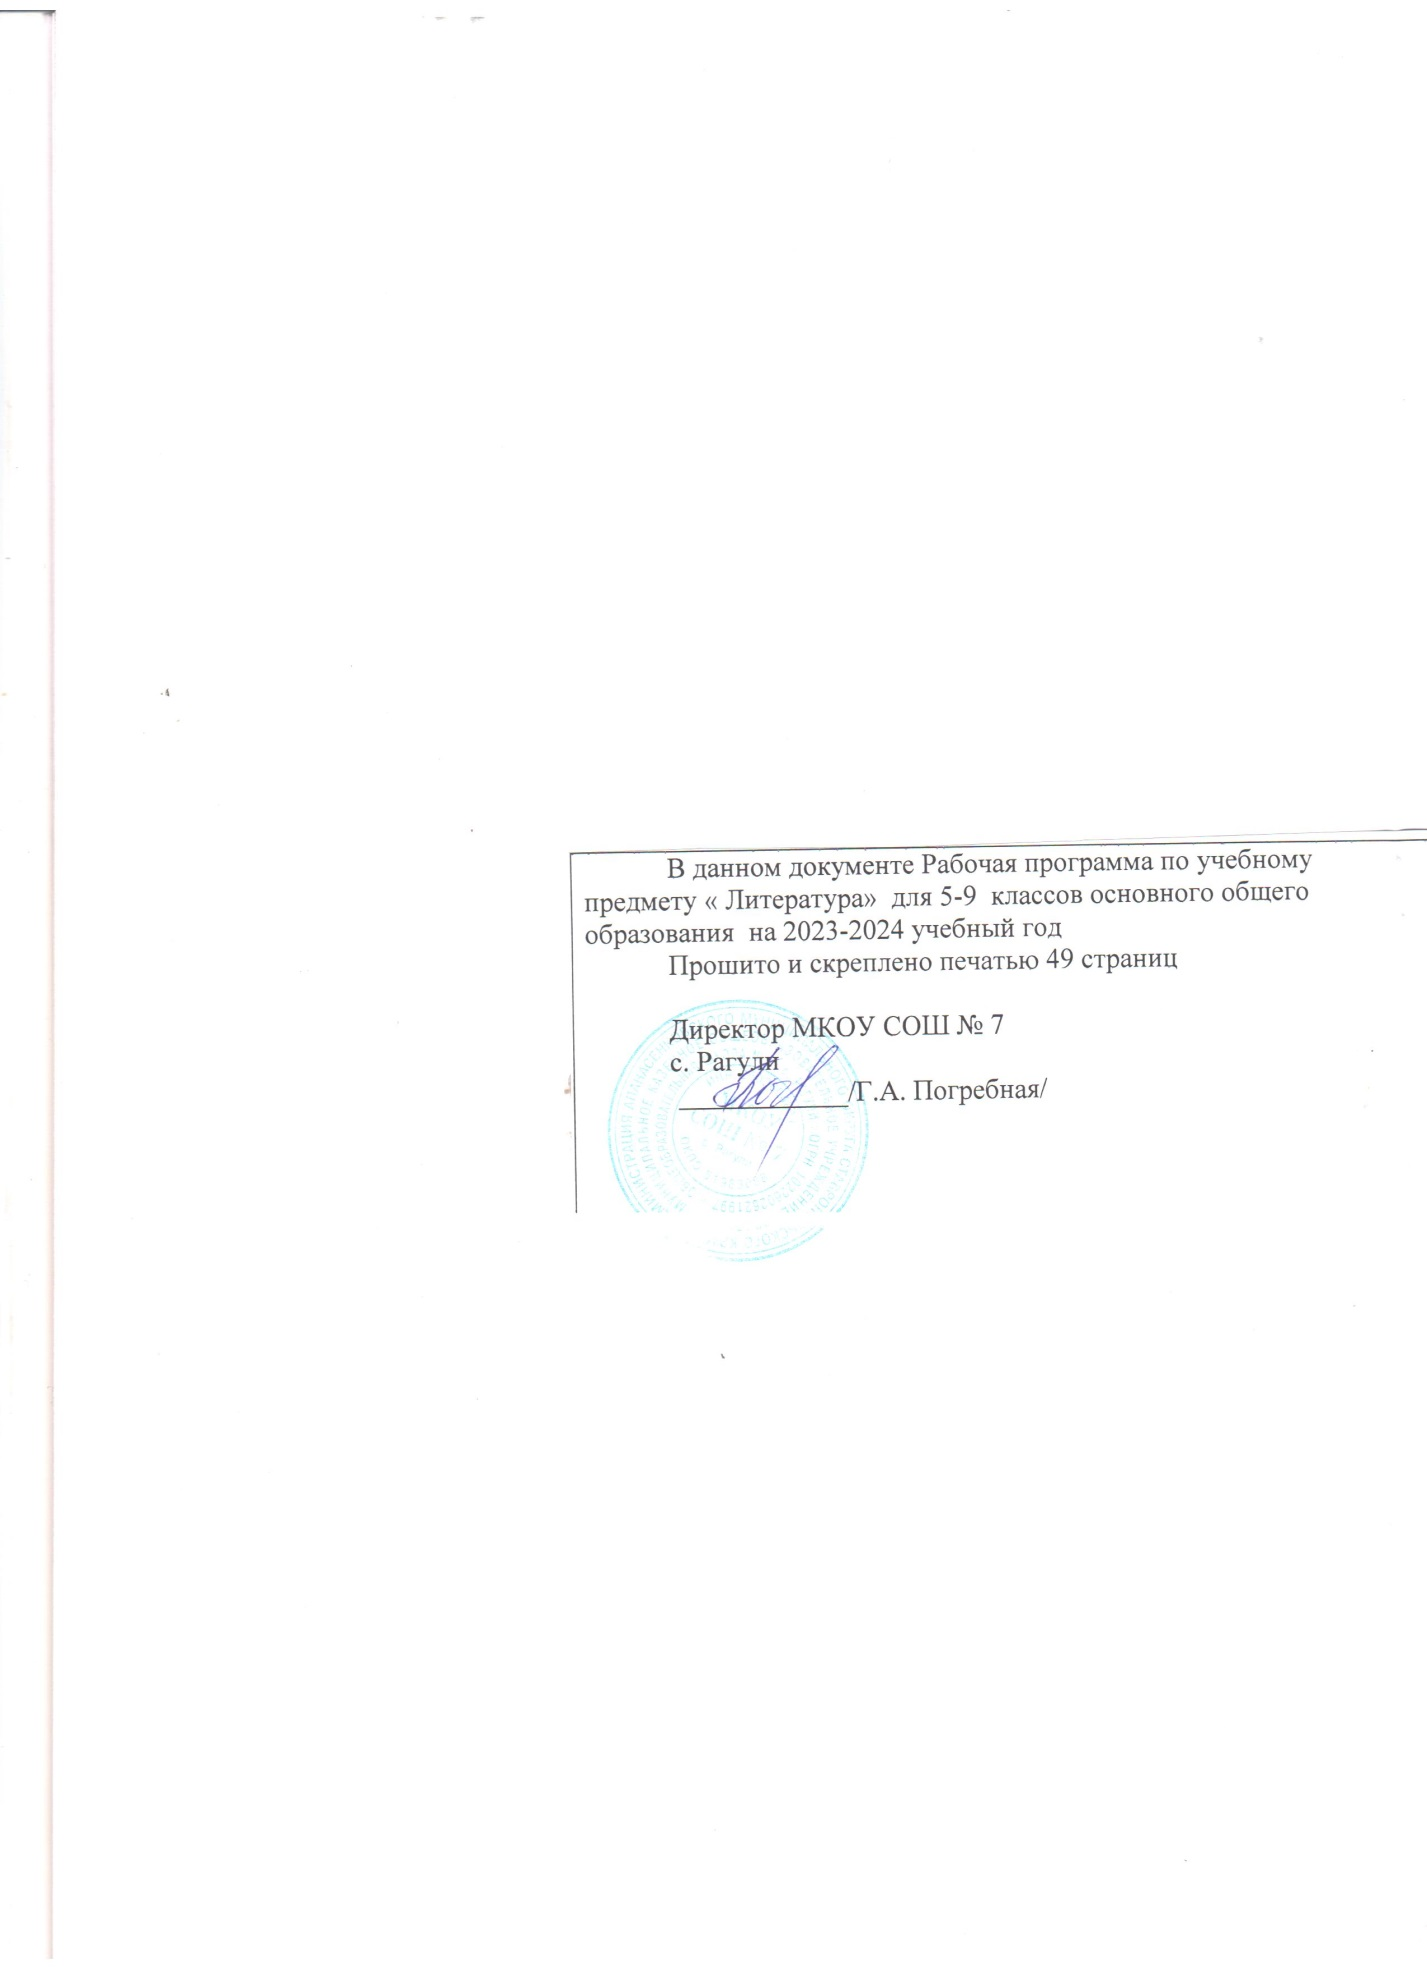 В данном документе Рабочая программа по учебному
предмету « Литература» для 5-9 классов основного общего
образования на 2023-2024 учебный год
Прошито и скреплено печатью 49 страниц
Директор МКОУ СОШ № 7
с. Рагули
/Г.А. Погребная/
СОШ